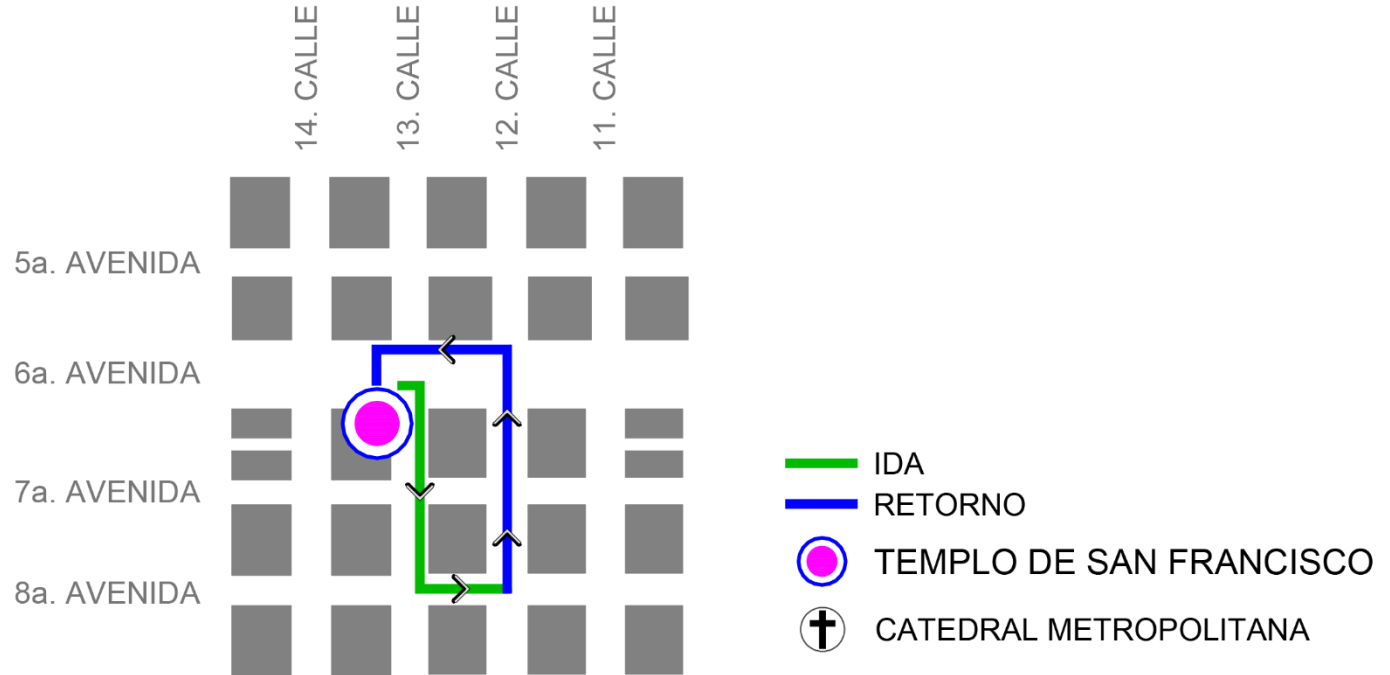 14. CALLE
13. CALLE
12. CALLE
11. CALLE
5a. AVENIDA
6a. AVENIDA
7a. AVENIDA
8a. AVENIDA
IDA
RETORNO
TEMPLO DE SAN FRANCISCO
CATEDRAL METROPOLITANA